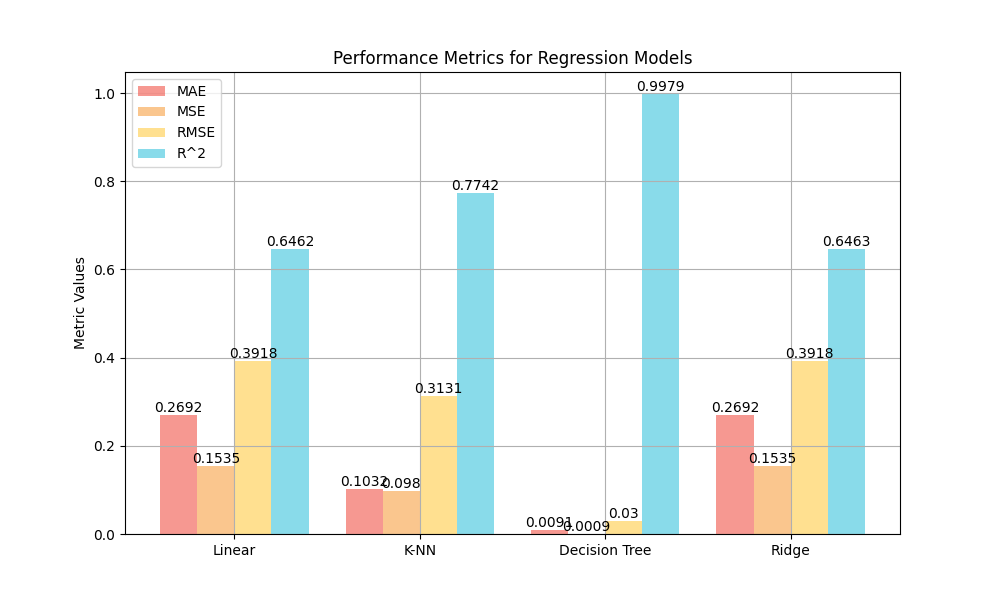 Performance Metrics for Regression Models
MAE
MSE
RMSE
R^2
Metric Values
1.0
0.8
0.6
0.4
0.2
0.0
0.2692
0.1535
0.3918
0.6462
0.1032
0.098
0.3131
0.7742
0.0091
0.0009
0.03
0.9979
0.2692
0.1535
0.3918
0.6463
Linear
K-NN
Decision Tree
Ridge